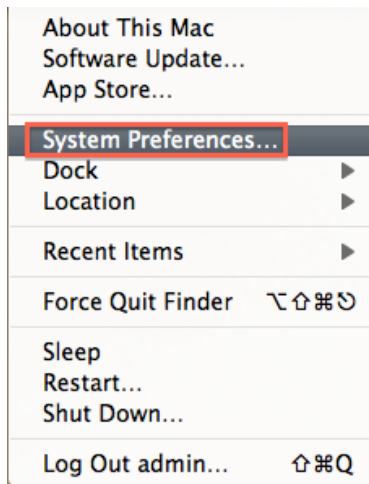 About This Mac
Software Update...
App Store...
System Preferences...
Dock ▶
Location ▶
Recent Items ▶
Force Quit Finder ⌥⇧⌘⎋
Sleep
Restart...
Shut Down...
Log Out admin... ⇧⌘Q